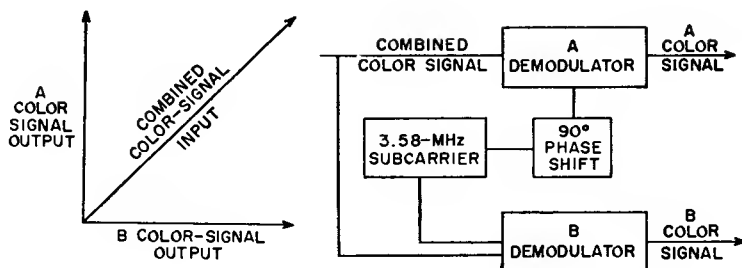 A
COLOR
SIGNAL
OUTPUT
COMBINED
COLOR-SIGNAL
INPUT
B COLOR-SIGNAL OUTPUT
COMBINED
COLOR SIGNAL
A
DEMODULATOR
A
COLOR
SIGNAL
3.58-MHz
SUBCARRIER
90°
PHASE
SHIFT
B
DEMODULATOR
B
COLOR
SIGNAL